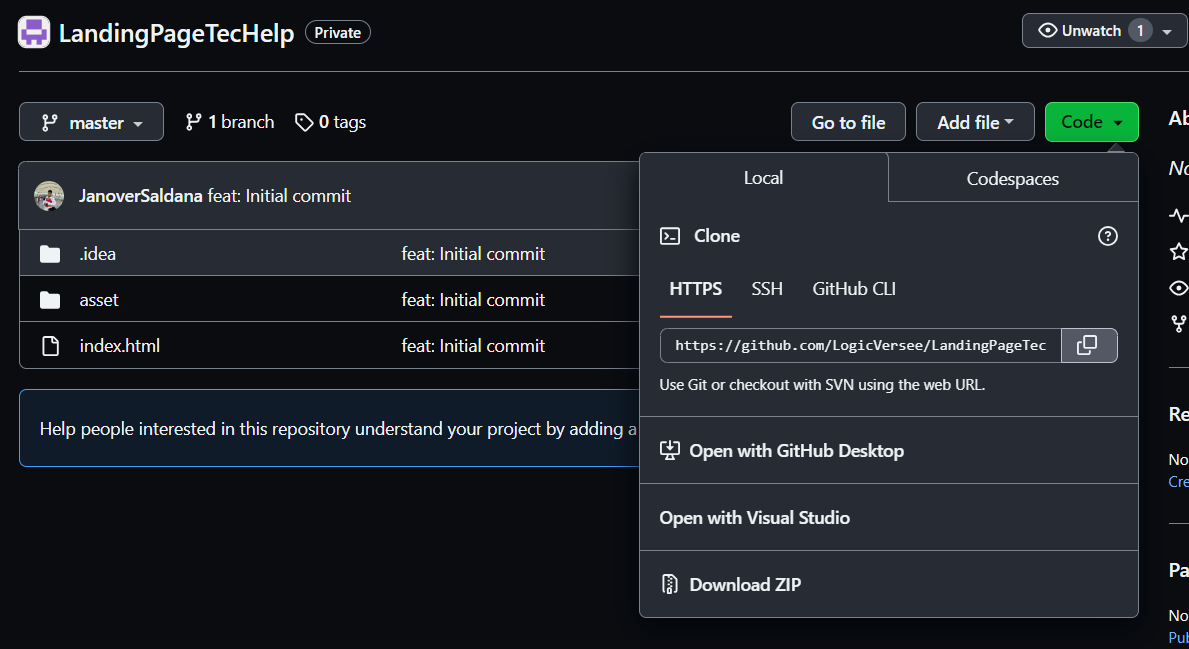 LandingPageTecHelp Private
Unwatch 1
master 1 branch 0 tags
Go to file Add file Code
JanoverSaldana feat: Initial commit
.idea feat: Initial commit
asset feat: Initial commit
index.html feat: Initial commit
Help people interested in this repository understand your project by adding a
Local Codespaces
Clone
HTTPS SSH GitHub CLI
https://github.com/LogicVersee/LandingPageTec
Use Git or checkout with SVN using the web URL.
Open with GitHub Desktop
Open with Visual Studio
Download ZIP
Ab
No
Re
No
Cre
Pa
No
Pub